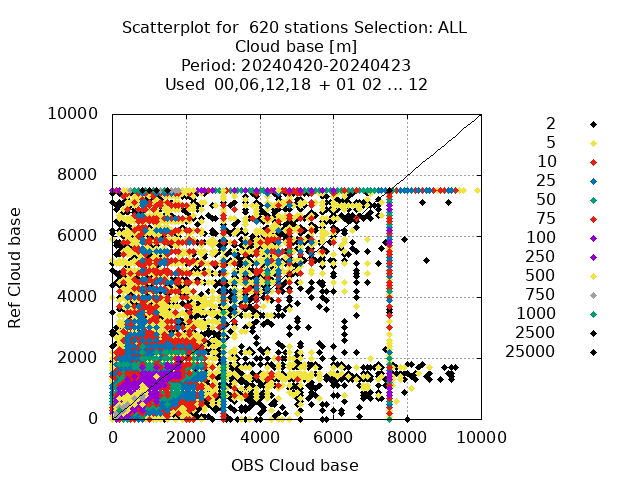 Scatterplot for  620 stations Selection: ALL
Cloud base [m]
Period: 20240420-20240423
Used  00,06,12,18  + 01 02 ... 12
10000
8000
6000
4000
2000
0
Ref Cloud base
0 2000 4000 6000 8000 10000
OBS Cloud base
2
5
10
25
50
75
100
250
500
750
1000
2500
25000